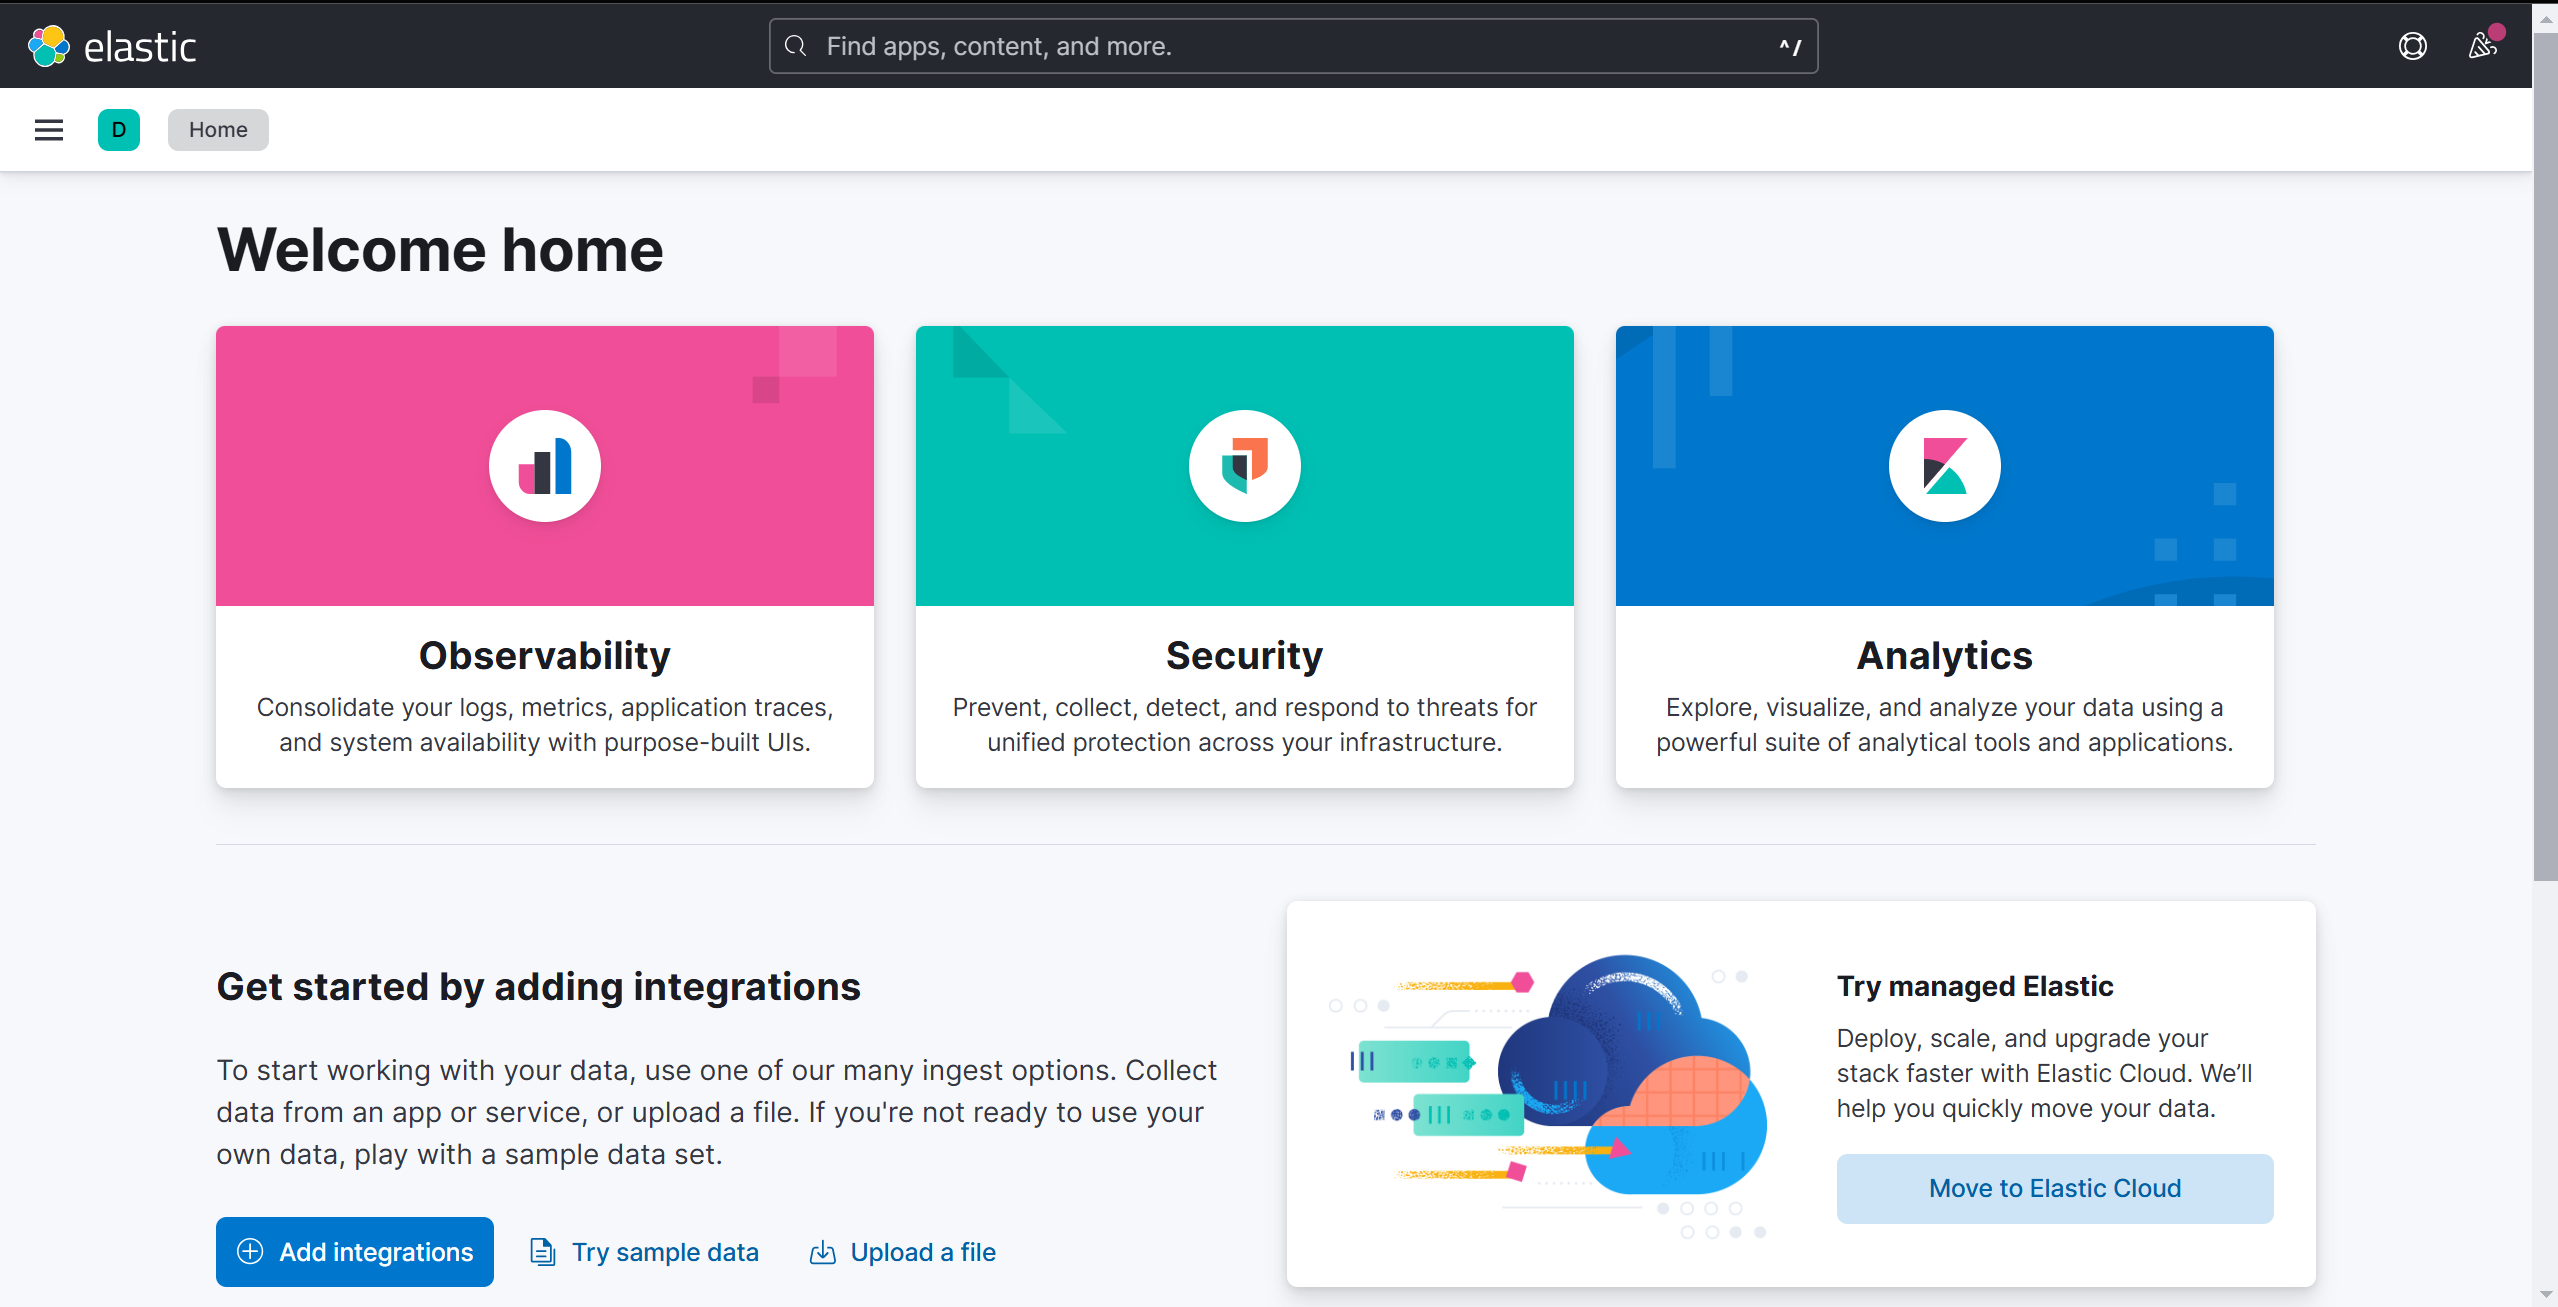 elastic
Find apps, content, and more.
^ /
D
Home
Welcome home
Observability
Consolidate your logs, metrics, application traces,
and system availability with purpose-built UIs.
Security
Prevent, collect, detect, and respond to threats for
unified protection across your infrastructure.
Analytics
Explore, visualize, and analyze your data using a
powerful suite of analytical tools and applications.
Get started by adding integrations
To start working with your data, use one of our many ingest options. Collect
data from an app or service, or upload a file. If you're not ready to use your
own data, play with a sample data set.
Add integrations
Try sample data
Upload a file
Try managed Elastic
Deploy, scale, and upgrade your
stack faster with Elastic Cloud. We’ll
help you quickly move your data.
Move to Elastic Cloud